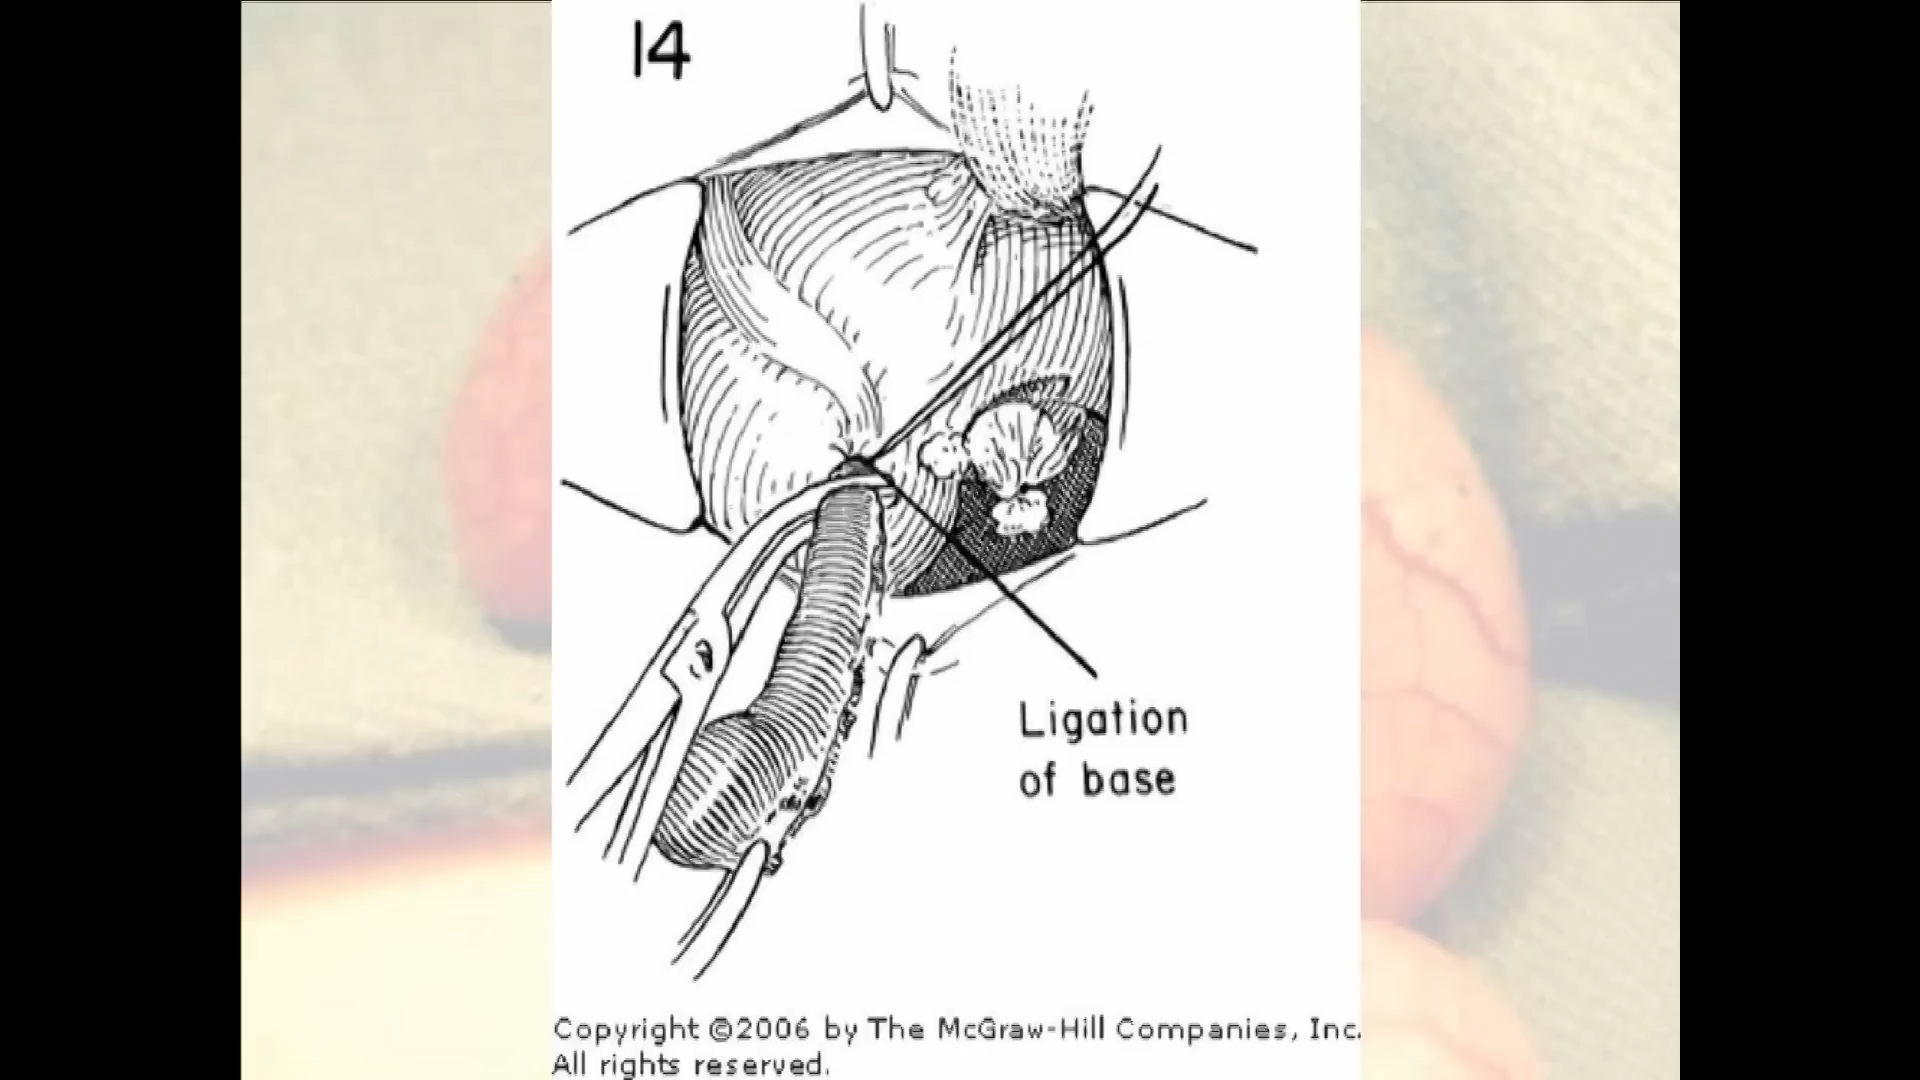 14
Ligation
of base
Copyright ©2006 by The McGraw-Hill Companies, Inc.
All rights reserved.